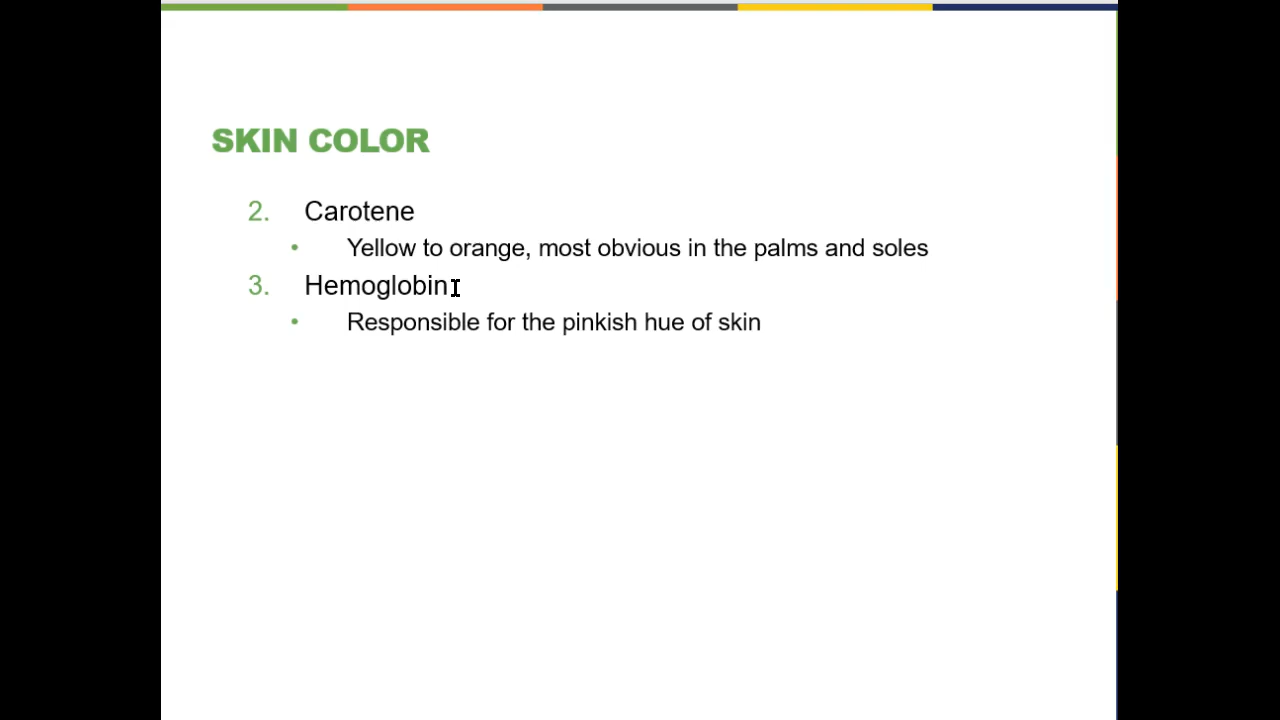 SKIN COLOR
2. Carotene
• Yellow to orange, most obvious in the palms and soles
3. Hemoglobin
• Responsible for the pinkish hue of skin